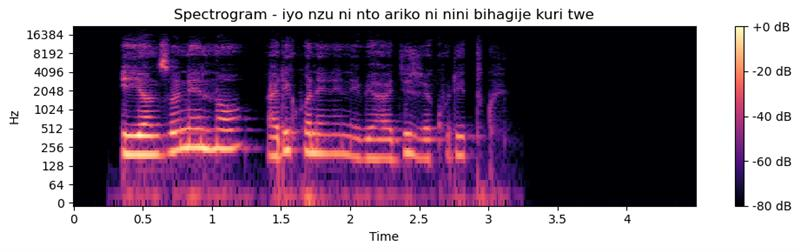 Spectrogram - iyo nzu ni nto ariko ni nini bihagije kuri twe
16384
8192
4096
2048
1024
512
256
128
64
0
Hz
0
0.5
1
1.5
2
2.5
3
3.5
4
Time
+0 dB
-20 dB
-40 dB
-60 dB
-80 dB